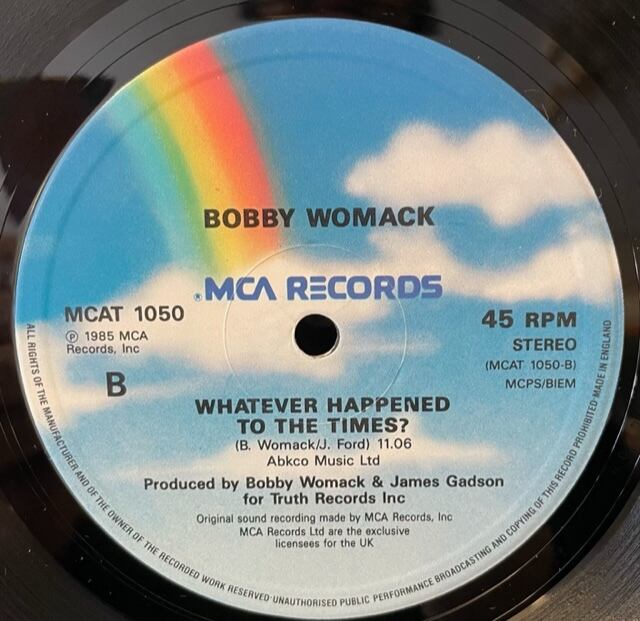 BOBBY WOMACK
®MCA RECORDS
MCAT 1050
℗ 1985 MCA
Records, Inc
B
45 RPM
STEREO
(MCAT 1050-B)
MCPS/BIEM
WHATEVER HAPPENED
TO THE TIMES?
(B. Womack/J. Ford) 11.06
Abkco Music Ltd
Produced by Bobby Womack & James Gadson
for Truth Records Inc
Original sound recording made by MCA Records, Inc
MCA Records Ltd are the exclusive
licensees for the UK
ALL RIGHTS OF THE MANUFACTURER AND OF THE OWNER OF THE RECORDED WORK RESERVED·UNAUTHORISED PUBLIC PERFORMANCE BROADCASTING AND COPYING OF THIS RECORD PROHIBITED·MADE IN ENGLAND